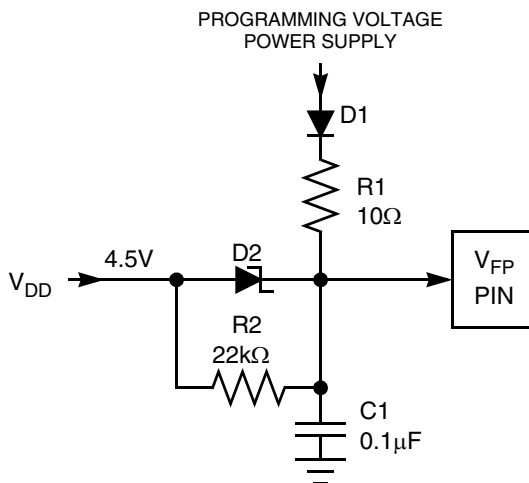 PROGRAMMING VOLTAGE
POWER SUPPLY
D1
R1
10Ω
4.5V
D2
V_DD
V_FP
PIN
R2
22kΩ
C1
0.1µF